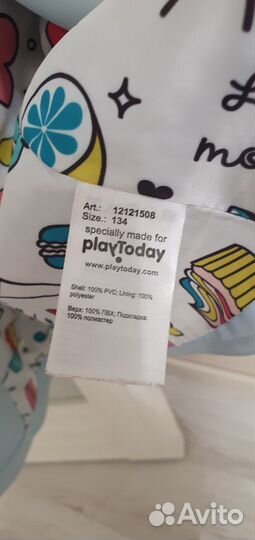 Art.: 12121508
Size.: 134
specially made for
playToday
www.playtoday.com
Shell: 100% PVC; Lining: 100%
polyester
Верх: 100% ПВХ; Подкладка:
100% полиэстер
Avito